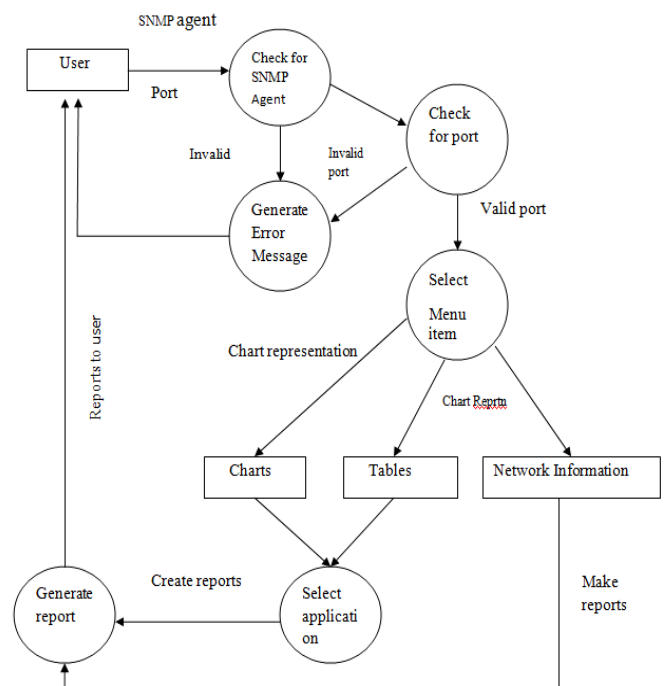 SNMP agent
User
Check for
SNMP
Agent
Port
Check
for port
Invalid
Invalid
port
Generate
Error
Message
Valid port
Select
Menu
item
Chart representation
Chart Reprtn
Reports to user
Charts
Tables
Network Information
Create reports
Generate
report
Select
applicati
on
Make
reports